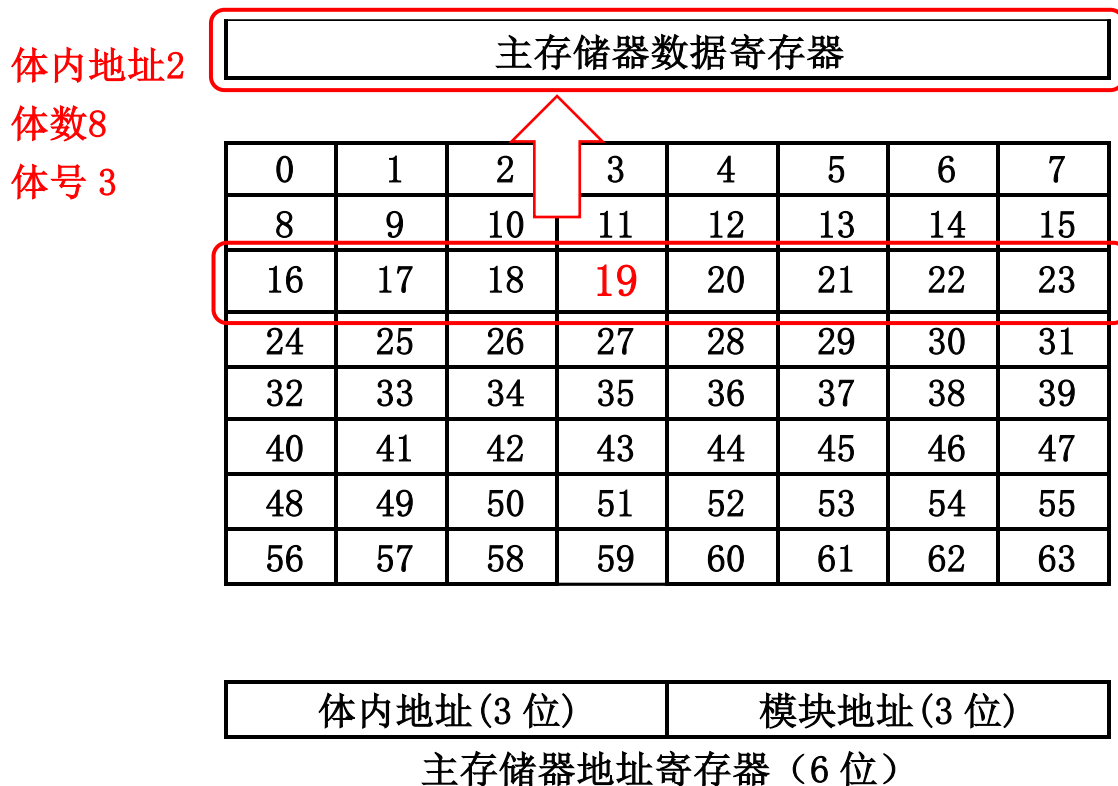 主存储器数据寄存器
体内地址2
体数8
体号 3
0 1 2 3 4 5 6 7
8 9 10 11 12 13 14 15
16 17 18 19 20 21 22 23
24 25 26 27 28 29 30 31
32 33 34 35 36 37 38 39
40 41 42 43 44 45 46 47
48 49 50 51 52 53 54 55
56 57 58 59 60 61 62 63
体内地址(3 位) 模块地址(3 位)
主存储器地址寄存器（6 位）